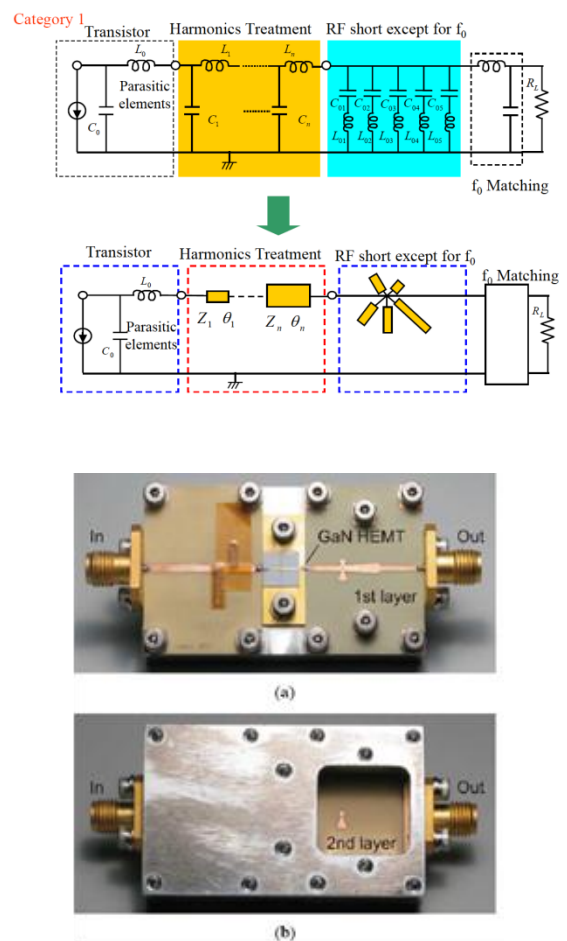 Category 1
Transistor
Harmonics Treatment
RF short except for f0
L0
L1
Ln
Parasitic
elements
C0
C1
Cn
C01 C02 C03 C04 C05
L01 L02 L03 L04 L05
RL
f0 Matching
Transistor
Harmonics Treatment
RF short except for f0
f0 Matching
L0
Parasitic
elements
C0
Z1 θ1
Zn θn
RL
In
GaN HEMT
Out
1st layer
(a)
In
Out
2nd layer
(b)